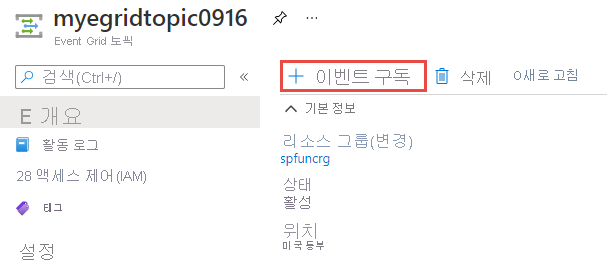 myegridtopic0916
Event Grid 토픽
검색(Ctrl+/)
«
+ 이벤트 구독
삭제
O새로 고침
E 개요
활동 로그
28 액세스 제어(IAM)
태그
설정
기본 정보
리소스 그룹(변경)
spfuncrg
상태
활성
위치
미국 동부